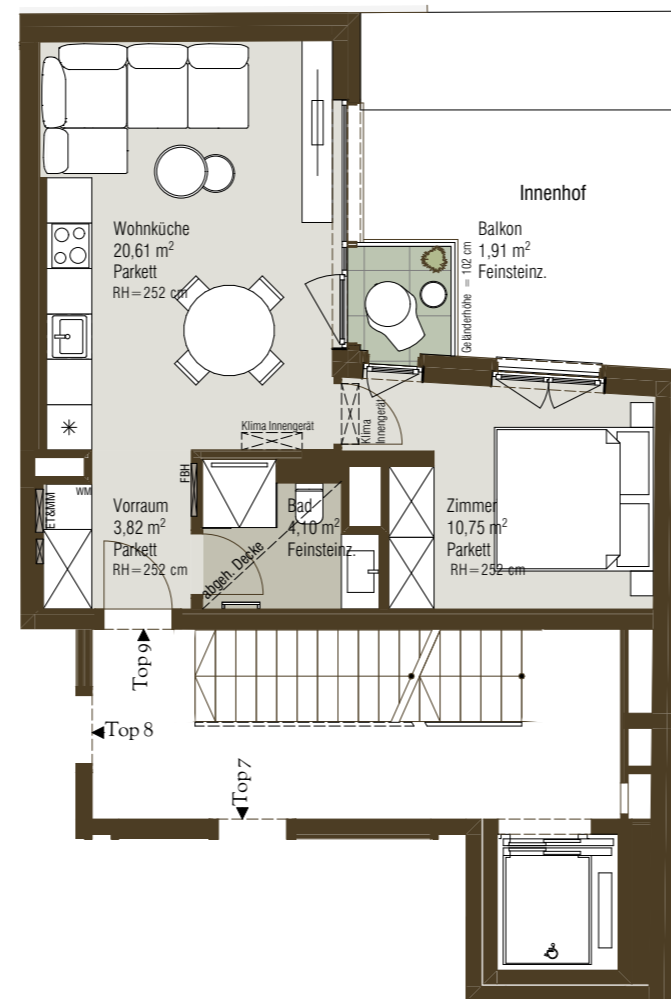 Innenhof
Wohnküche
20,61 m²
Parkett
RH=252 cm
Balkon
1,91 m²
Feinsteinz.
Geländerhöhe = 102 cm
Klima Innengerät
Klima
Innengerät
ET&MM
WM
FBH
Vorraum
3,82 m²
Parkett
RH=252 cm
Bad
4,10 m²
Feinsteinz.
abgeh. Decke
Zimmer
10,75 m²
Parkett
RH=252 cm
Top 9
Top 8
Top 7